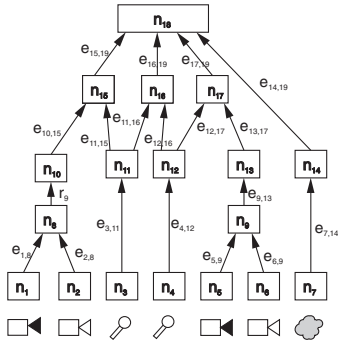 n18
e15,19 e16,19 e17,19 e14,19
n15 n16 n17
e10,15 e11,15 e11,16 e12,16 e12,17 e13,17
n10 n11 n12 n13 n14
r9 e3,11 e4,12 e9,13 e7,14
n8 n9
e1,8 e2,8 e5,9 e6,9
n1 n2 n3 n4 n5 n6 n7